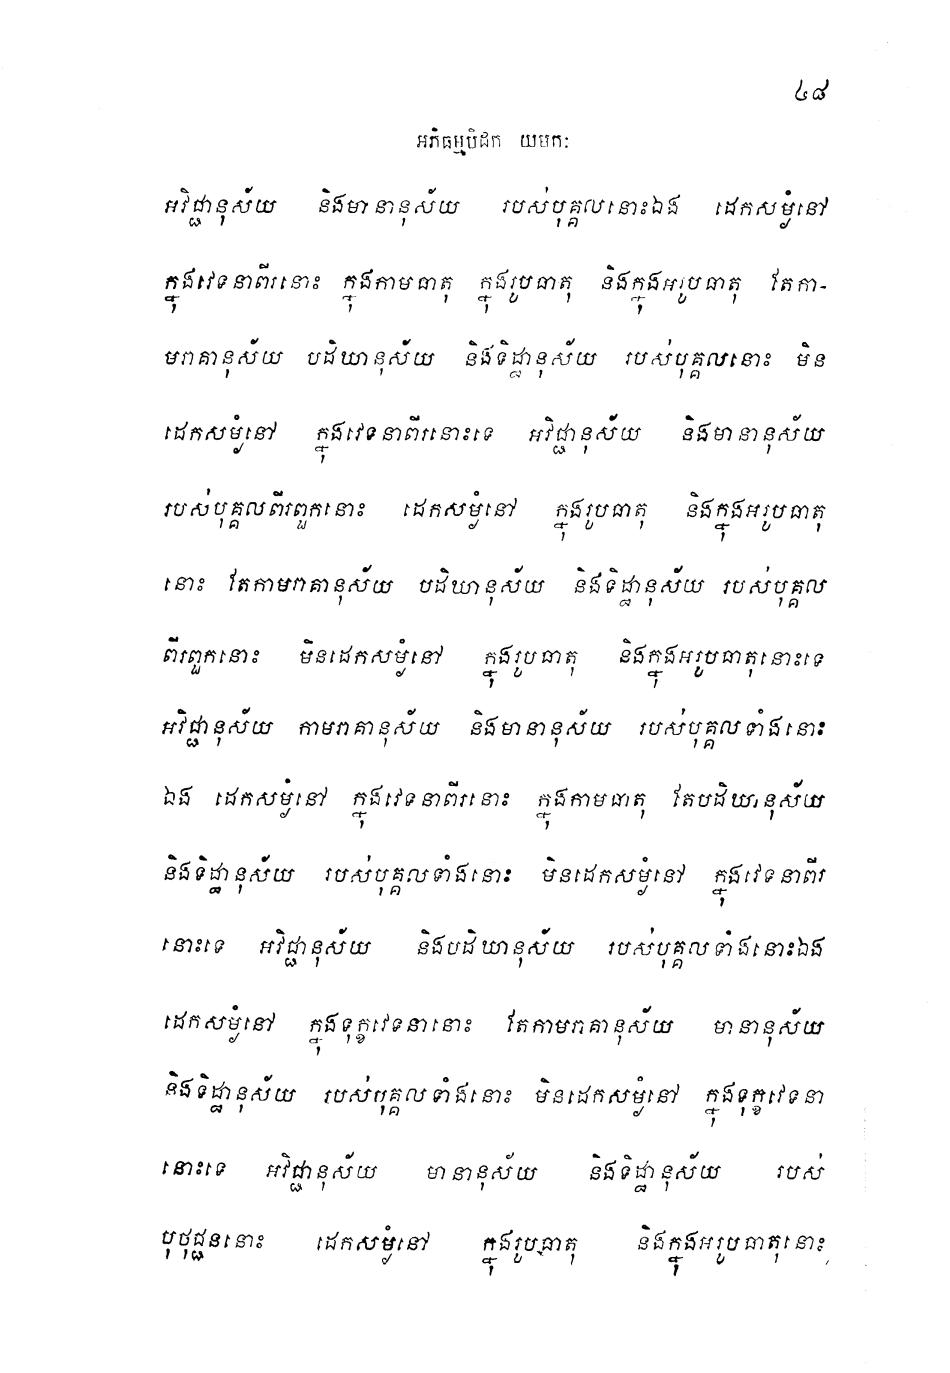 ៤៨
អភិធម្មបិដក យមកៈ
អវិជ្ជានុស័យ និងមានានុស័យ របស់បុគ្គលនោះឯង ដេកសម្ងំនៅ
ក្នុងវេទនាពីរនោះ ក្នុងកាមធាតុ ក្នុងរូបធាតុ និងក្នុងអរូបធាតុ តែកា-
មរាគានុស័យ បដិឃានុស័យ និងទិដ្ឋានុស័យ របស់បុគ្គលនោះ មិន
ដេកសម្ងំនៅ ក្នុងវេទនាពីរនោះទេ អវិជ្ជានុស័យ និងមានានុស័យ
របស់បុគ្គលពីរពួកនោះ ដេកសម្ងំនៅ ក្នុងរូបធាតុ និងក្នុងអរូបធាតុ
នោះ តែកាមរាគានុស័យ បដិឃានុស័យ និងទិដ្ឋានុស័យ របស់បុគ្គល
ពីរពួកនោះ មិនដេកសម្ងំនៅ ក្នុងរូបធាតុ និងក្នុងអរូបធាតុនោះទេ
អវិជ្ជានុស័យ កាមរាគានុស័យ និងមានានុស័យ របស់បុគ្គលទាំងនោះ
ឯង ដេកសម្ងំនៅ ក្នុងវេទនាពីរនោះ ក្នុងកាមធាតុ តែបដិឃានុស័យ
និងទិដ្ឋានុស័យ របស់បុគ្គលទាំងនោះ មិនដេកសម្ងំនៅ ក្នុងវេទនាពីរ
នោះទេ អវិជ្ជានុស័យ និងបដិឃានុស័យ របស់បុគ្គលទាំងនោះឯង
ដេកសម្ងំនៅ ក្នុងទុក្ខវេទនានោះ តែកាមរាគានុស័យ មានានុស័យ
និងទិដ្ឋានុស័យ របស់បុគ្គលទាំងនោះ មិនដេកសម្ងំនៅ ក្នុងទុក្ខវេទនា
នោះទេ អវិជ្ជានុស័យ មានានុស័យ និងទិដ្ឋានុស័យ របស់
បុថុជ្ជននោះ ដេកសម្ងំនៅ ក្នុងរូបធាតុ និងក្នុងអរូបធាតុនោះ